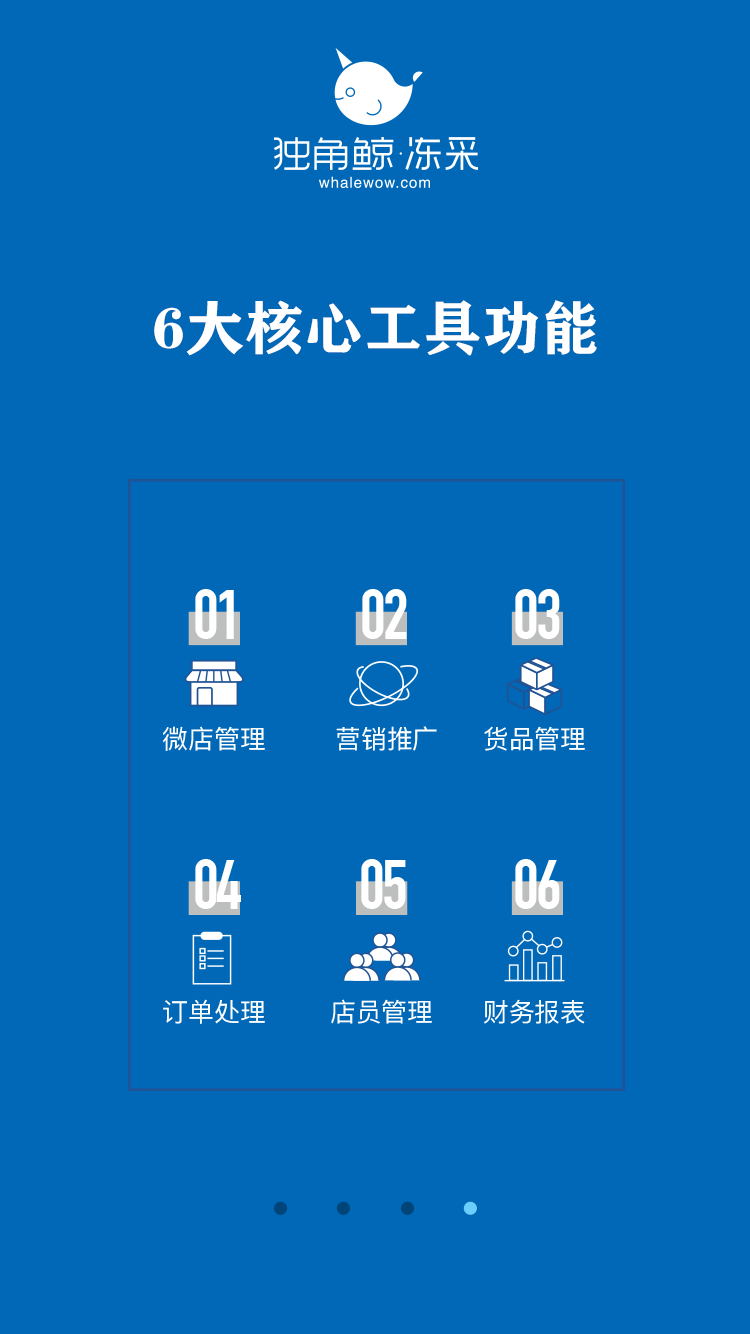 独角鲸·冻采
whalewow.com
6大核心工具功能
01 02 03
微店管理 营销推广 货品管理
04 05 06
订单处理 店员管理 财务报表